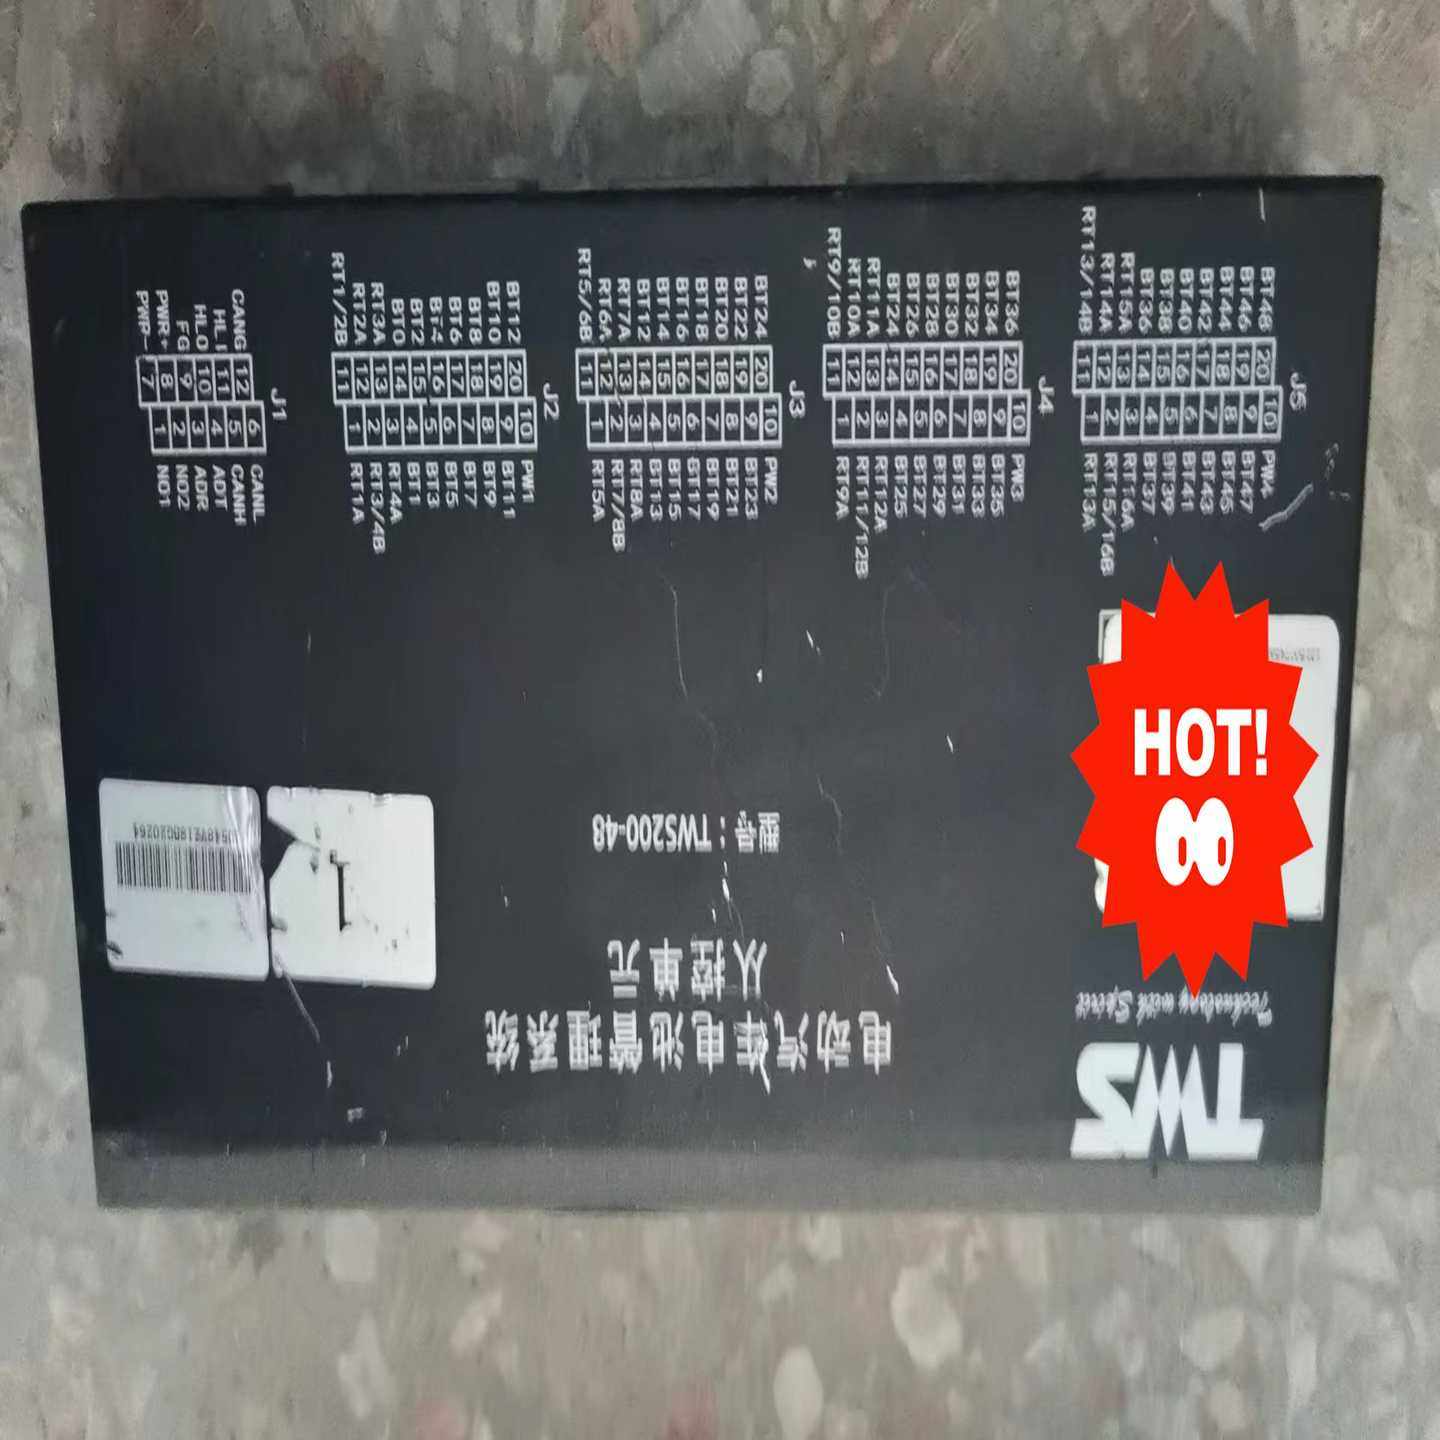 TWS
Technology with Spirit
电动汽车电池管理系统
从控单元
型号：TWS200-48
1
HOT!
J5
BT48 20 10 PW4
BT46 19 9 BT47
BT44 18 8 BT45
BT42 17 7 BT43
BT40 16 6 BT41
BT38 15 5 BT39
BT36 14 4 BT37
RT15A 13 3 RT16A
RT14A 12 2 RT15/16B
RT13/14B 11 1 RT13A
J4
BT36 20 10 PW3
BT34 19 9 BT35
BT32 18 8 BT33
BT30 17 7 BT31
BT28 16 6 BT29
BT26 15 5 BT27
BT24 14 4 BT25
RT11A 13 3 RT12A
RT10A 12 2 RT11/12B
RT9/10B 11 1 RT9A
J3
BT24 20 10 PW2
BT22 19 9 BT23
BT20 18 8 BT21
BT18 17 7 BT19
BT16 16 6 BT17
BT14 15 5 BT15
BT12 14 4 BT13
RT7A 13 3 RT8A
RT6A 12 2 RT7/8B
RT5/6B 11 1 RT5A
J2
BT12 20 10 PW1
BT10 19 9 BT11
BT8 18 8 BT9
BT6 17 7 BT7
BT4 16 6 BT5
BT2 15 5 BT3
BT0 14 4 BT1
RT3A 13 3 RT4A
RT2A 12 2 RT3/4B
RT1/2B 11 1 RT1A
J1
CANG 12 6 CANL
HLI 11 5 CANH
HLO 10 4 ADT
FG 9 3 ADR
PWR+ 8 2 ND2
PWP- 7 1 ND1